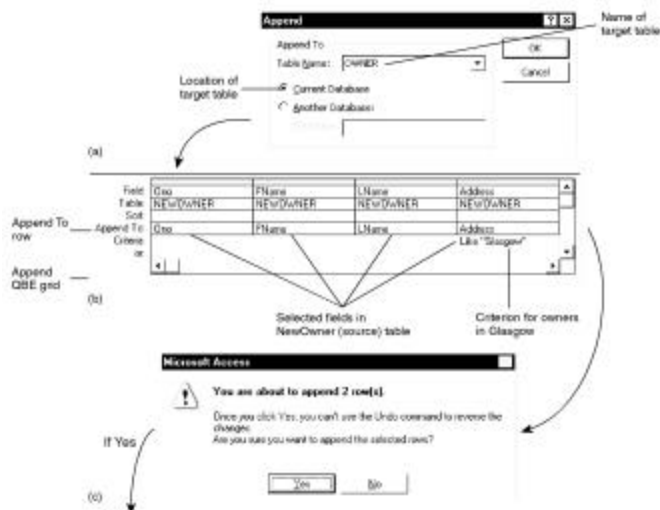 Append
Name of
target table
Append To
Table Name:
OWNER
OK
Cancel
Location of
target table
Current Database
Another Database:
(a)
Field Ono FName LName Address
Table NEWOWNER NEWOWNER NEWOWNER NEWOWNER
Sort
Append To Ono FName LName Address
Criteria Like "Glasgow"
or
Append To
row
Append
QBE grid
(b)
Selected fields in
NewOwner (source) table
Criterion for owners
in Glasgow
Microsoft Access
You are about to append 2 row(s).
Once you click Yes, you can't use the Undo command to reverse the
changes.
Are you sure you want to append the selected rows?
If Yes
Yes No
(c)